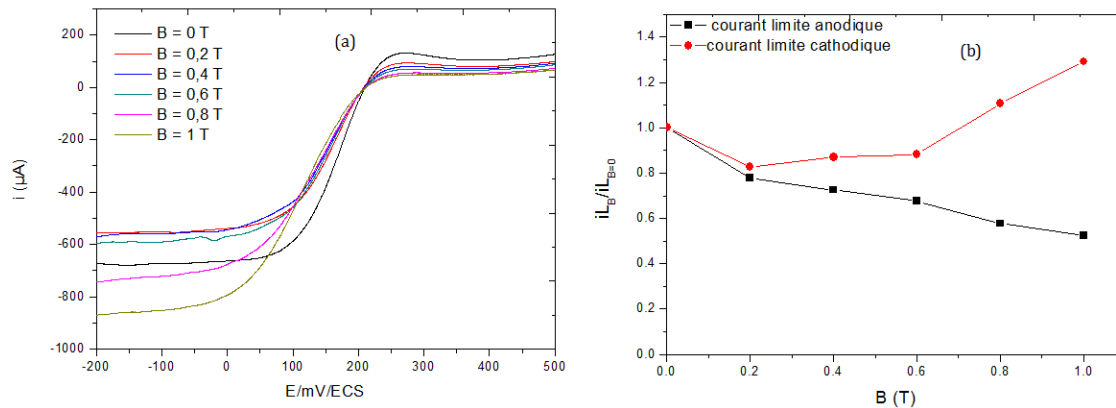 200
0
-200
-400
-600
-800
-1000
-200
-100
0
100
200
300
400
500
i (µA)
E/mV/ECS
B = 0 T
B = 0,2 T
B = 0,4 T
B = 0,6 T
B = 0,8 T
B = 1 T
(a)
1.4
1.2
1.0
0.8
0.6
0.4
0.2
0.0
0.0
0.2
0.4
0.6
0.8
1.0
iL_B/iL_B=0
B (T)
courant limite anodique
courant limite cathodique
(b)